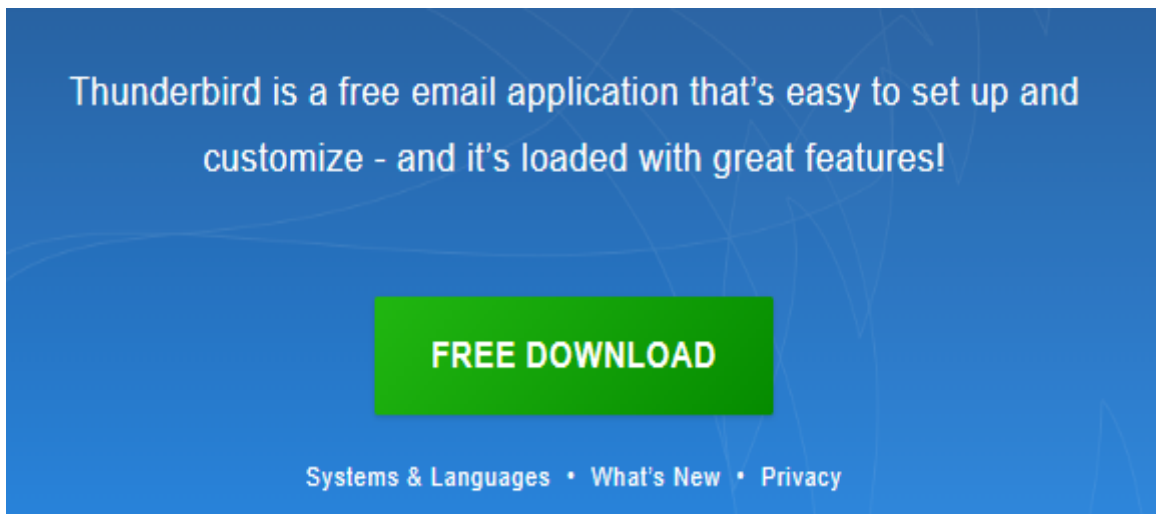 Thunderbird is a free email application that’s easy to set up and
customize - and it’s loaded with great features!
FREE DOWNLOAD
Systems & Languages • What’s New • Privacy